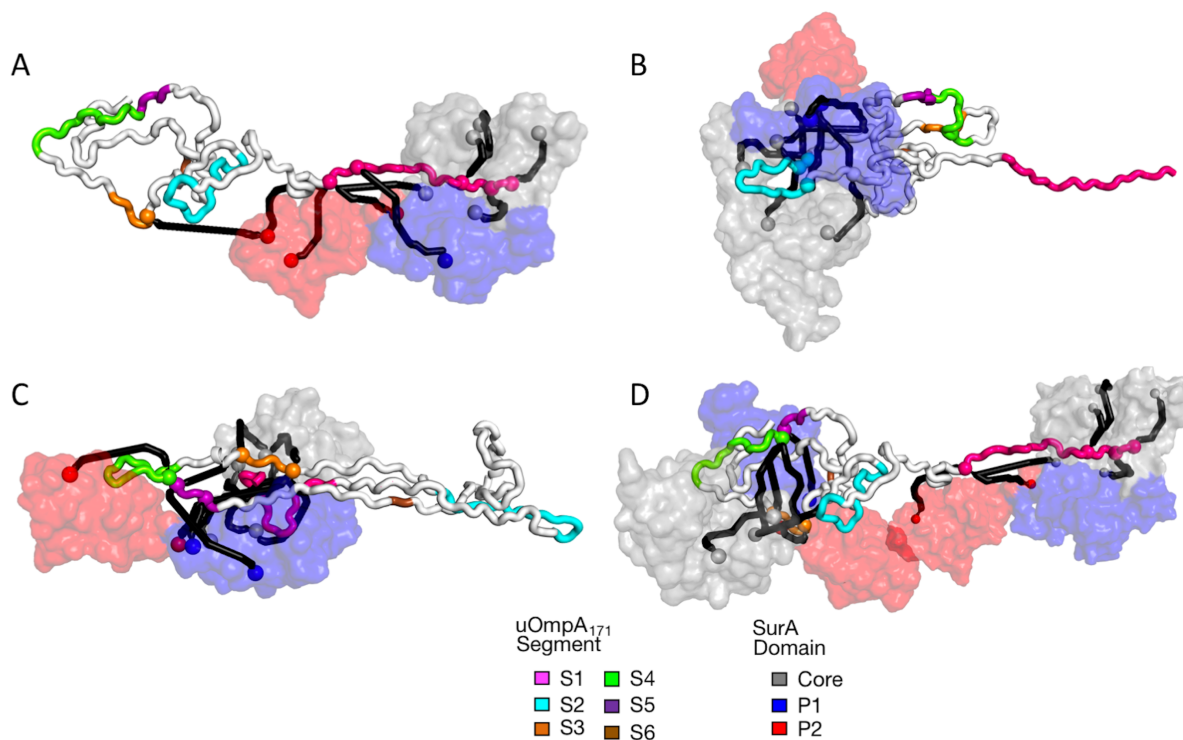 A
B
C
D
uOmpA171
Segment
S1
S2
S3
S4
S5
S6
SurA
Domain
Core
P1
P2